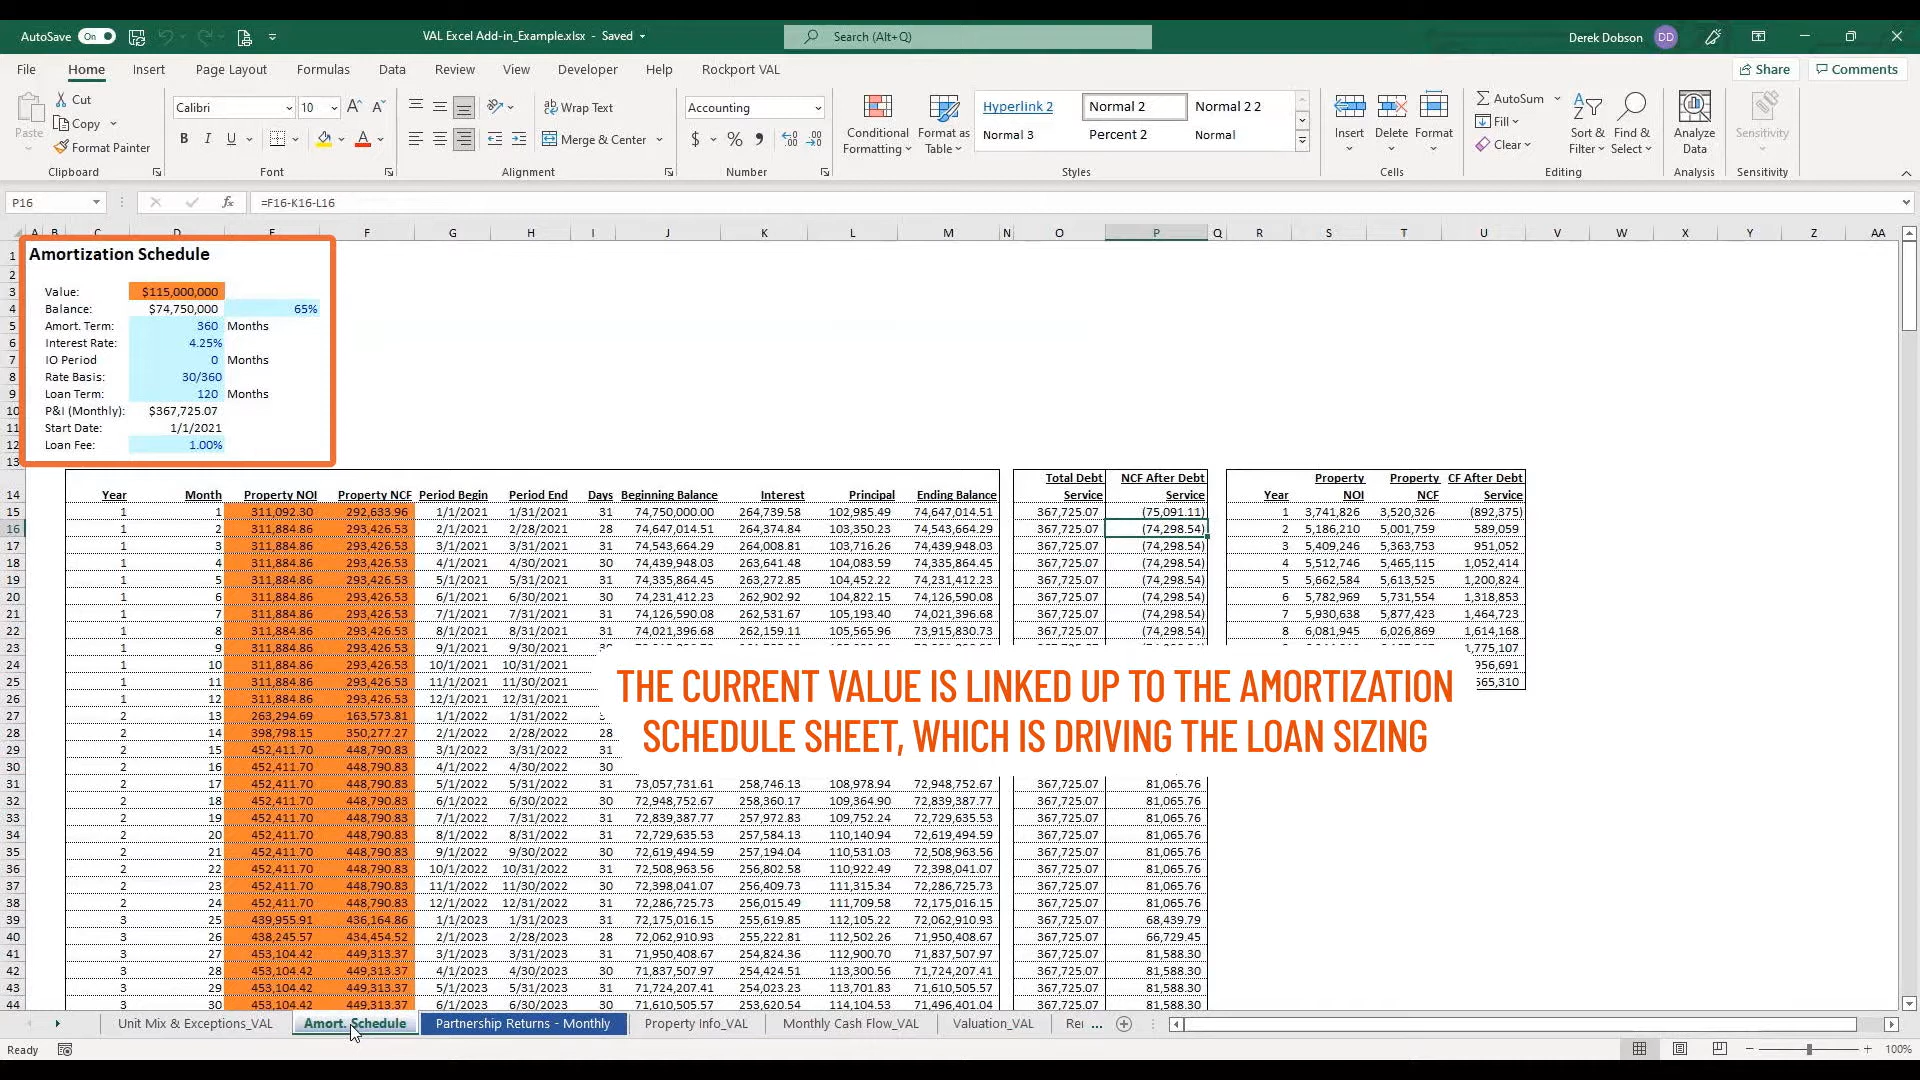 AutoSave On VAL Excel Add-in_Example.xlsx - Saved Search (Alt+Q) Derek Dobson DD
File Home Insert Page Layout Formulas Data Review View Developer Help Rockport VAL Share Comments
Paste Cut Copy Format Painter Clipboard
Calibri 10 B I U Font
Wrap Text Merge & Center Alignment
Accounting $ % Number
Conditional Formatting Format as Table Hyperlink 2 Normal 2 Normal 2 2 Normal 3 Percent 2 Normal Styles
Insert Delete Format Cells
AutoSum Fill Clear Sort & Filter Find & Select Editing
Analyze Data Analysis Sensitivity Sensitivity
P16 fx =F16-K16-L16
A B C D E F G H I J K L M N O P Q R S T U V W X Y Z AA
1 Amortization Schedule
2
3 Value: $115,000,000
4 Balance: $74,750,000 65%
5 Amort. Term: 360 Months
6 Interest Rate: 4.25%
7 IO Period 0 Months
8 Rate Basis: 30/360
9 Loan Term: 120 Months
10 P&I (Monthly): $367,725.07
11 Start Date: 1/1/2021
12 Loan Fee: 1.00%
13
14 Year Month Property NOI Property NCF Period Begin Period End Days Beginning Balance Interest Principal Ending Balance Total Debt Service NCF After Debt Service Year Property NOI Property NCF CF After Debt Service
15 1 1 311,092.30 292,633.96 1/1/2021 1/31/2021 31 74,750,000.00 264,739.58 102,985.49 74,647,014.51 367,725.07 (75,091.11) 1 3,741,826 3,520,326 (892,375)
16 1 2 311,884.86 293,426.53 2/1/2021 2/28/2021 28 74,647,014.51 264,374.84 103,350.23 74,543,664.29 367,725.07 (74,298.54) 2 5,186,210 5,001,759 589,059
17 1 3 311,884.86 293,426.53 3/1/2021 3/31/2021 31 74,543,664.29 264,008.81 103,716.26 74,439,948.03 367,725.07 (74,298.54) 3 5,409,246 5,363,753 951,052
18 1 4 311,884.86 293,426.53 4/1/2021 4/30/2021 30 74,439,948.03 263,641.48 104,083.59 74,335,864.45 367,725.07 (74,298.54) 4 5,512,746 5,465,115 1,052,414
19 1 5 311,884.86 293,426.53 5/1/2021 5/31/2021 31 74,335,864.45 263,272.85 104,452.22 74,231,412.23 367,725.07 (74,298.54) 5 5,662,584 5,613,525 1,200,824
20 1 6 311,884.86 293,426.53 6/1/2021 6/30/2021 30 74,231,412.23 262,902.92 104,822.15 74,126,590.08 367,725.07 (74,298.54) 6 5,782,969 5,731,554 1,318,853
21 1 7 311,884.86 293,426.53 7/1/2021 7/31/2021 31 74,126,590.08 262,531.67 105,193.40 74,021,396.68 367,725.07 (74,298.54) 7 5,930,638 5,877,423 1,464,723
22 1 8 311,884.86 293,426.53 8/1/2021 8/31/2021 31 74,021,396.68 262,159.11 105,565.96 73,915,830.73 367,725.07 (74,298.54) 8 6,081,945 6,026,869 1,614,168
23 1 9 311,884.86 293,426.53 9/1/2021 9/30/2021 ,775,107
24 1 10 311,884.86 293,426.53 10/1/2021 10/31/2021 956,691
25 1 11 311,884.86 293,426.53 11/1/2021 11/30/2021 565,310
26 1 12 311,884.86 293,426.53 12/1/2021 12/31/2021
27 2 13 263,294.69 163,573.81 1/1/2022 1/31/2022
28 2 14 398,798.15 350,277.27 2/1/2022 2/28/2022 28
29 2 15 452,411.70 448,790.83 3/1/2022 3/31/2022 31
30 2 16 452,411.70 448,790.83 4/1/2022 4/30/2022 30
THE CURRENT VALUE IS LINKED UP TO THE AMORTIZATION
SCHEDULE SHEET, WHICH IS DRIVING THE LOAN SIZING
31 2 17 452,411.70 448,790.83 5/1/2022 5/31/2022 31 73,057,731.61 258,746.13 108,978.94 72,948,752.67 367,725.07 81,065.76
32 2 18 452,411.70 448,790.83 6/1/2022 6/30/2022 30 72,948,752.67 258,360.17 109,364.90 72,839,387.77 367,725.07 81,065.76
33 2 19 452,411.70 448,790.83 7/1/2022 7/31/2022 31 72,839,387.77 257,972.83 109,752.24 72,729,635.53 367,725.07 81,065.76
34 2 20 452,411.70 448,790.83 8/1/2022 8/31/2022 31 72,729,635.53 257,584.13 110,140.94 72,619,494.59 367,725.07 81,065.76
35 2 21 452,411.70 448,790.83 9/1/2022 9/30/2022 30 72,619,494.59 257,194.04 110,531.03 72,508,963.56 367,725.07 81,065.76
36 2 22 452,411.70 448,790.83 10/1/2022 10/31/2022 31 72,508,963.56 256,802.58 110,922.49 72,398,041.07 367,725.07 81,065.76
37 2 23 452,411.70 448,790.83 11/1/2022 11/30/2022 30 72,398,041.07 256,409.73 111,315.34 72,286,725.73 367,725.07 81,065.76
38 2 24 452,411.70 448,790.83 12/1/2022 12/31/2022 31 72,286,725.73 256,015.49 111,709.58 72,175,016.15 367,725.07 81,065.76
39 3 25 439,955.91 436,164.86 1/1/2023 1/31/2023 31 72,175,016.15 255,619.85 112,105.22 72,062,910.93 367,725.07 68,439.79
40 3 26 438,245.57 434,454.52 2/1/2023 2/28/2023 28 72,062,910.93 255,222.81 112,502.26 71,950,408.67 367,725.07 66,729.45
41 3 27 453,104.42 449,313.37 3/1/2023 3/31/2023 31 71,950,408.67 254,824.36 112,900.70 71,837,507.97 367,725.07 81,588.30
42 3 28 453,104.42 449,313.37 4/1/2023 4/30/2023 30 71,837,507.97 254,424.51 113,300.56 71,724,207.41 367,725.07 81,588.30
43 3 29 453,104.42 449,313.37 5/1/2023 5/31/2023 31 71,724,207.41 254,023.23 113,701.83 71,610,505.57 367,725.07 81,588.30
44 3 30 453,104.42 449,313.37 6/1/2023 6/30/2023 30 71,610,505.57 253,620.54 114,104.53 71,496,401.04 367,725.07 81,588.30
Unit Mix & Exceptions_VAL Amort. Schedule Partnership Returns - Monthly Property Info_VAL Monthly Cash Flow_VAL Valuation_VAL Rei ...
Ready 100%